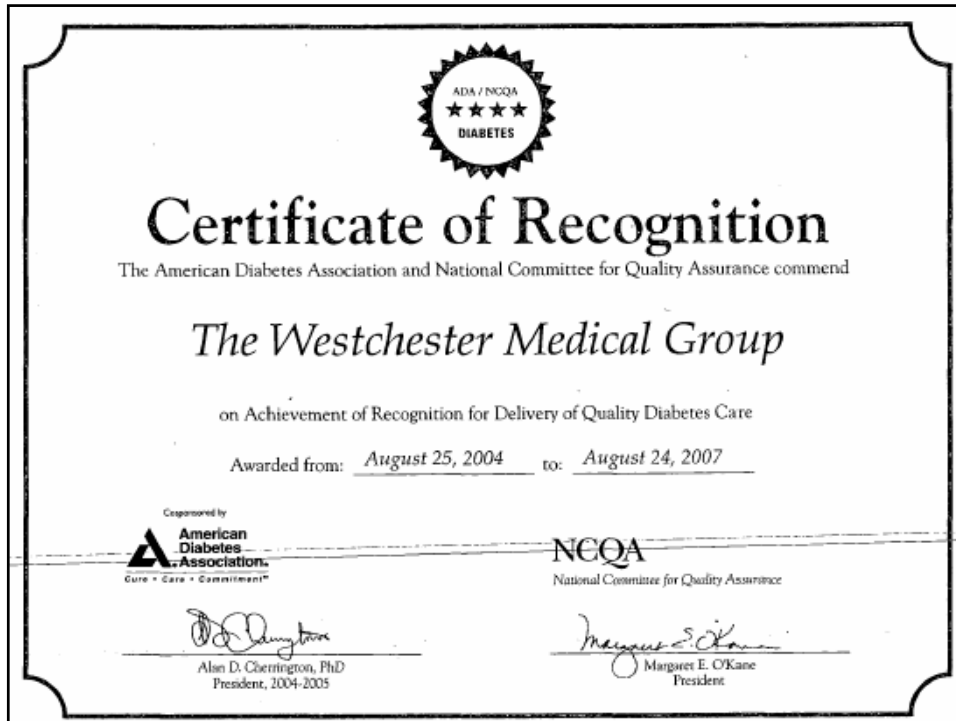 ADA / NCQA
DIABETES
Certificate of Recognition
The American Diabetes Association and National Committee for Quality Assurance commend
The Westchester Medical Group
on Achievement of Recognition for Delivery of Quality Diabetes Care
Awarded from: August 25, 2004 to: August 24, 2007
Cosponsored by
American
Diabetes
Association®
Cure • Care • Commitment℠
NCQA
National Committee for Quality Assurance
Margaret E. O'Kane
Alan D. Cherrington, PhD
President, 2004-2005
Margaret E. O'Kane
President